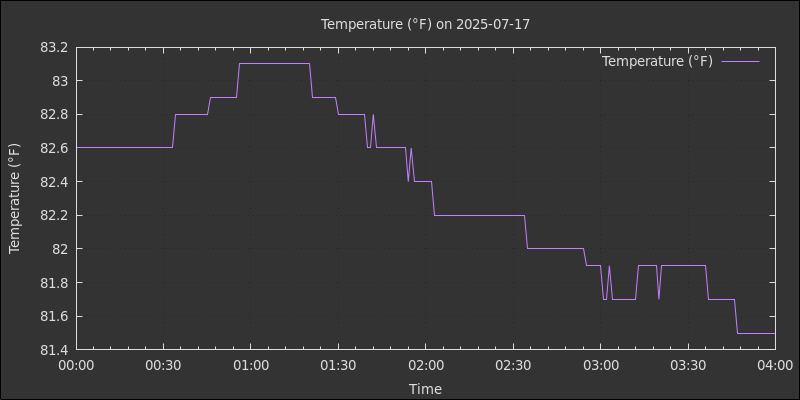 Temperature (°F) on 2025-07-17
Temperature (°F)
83.2
83
82.8
82.6
82.4
82.2
82
81.8
81.6
81.4
Temperature (°F)
00:00 00:30 01:00 01:30 02:00 02:30 03:00 03:30 04:00
Time